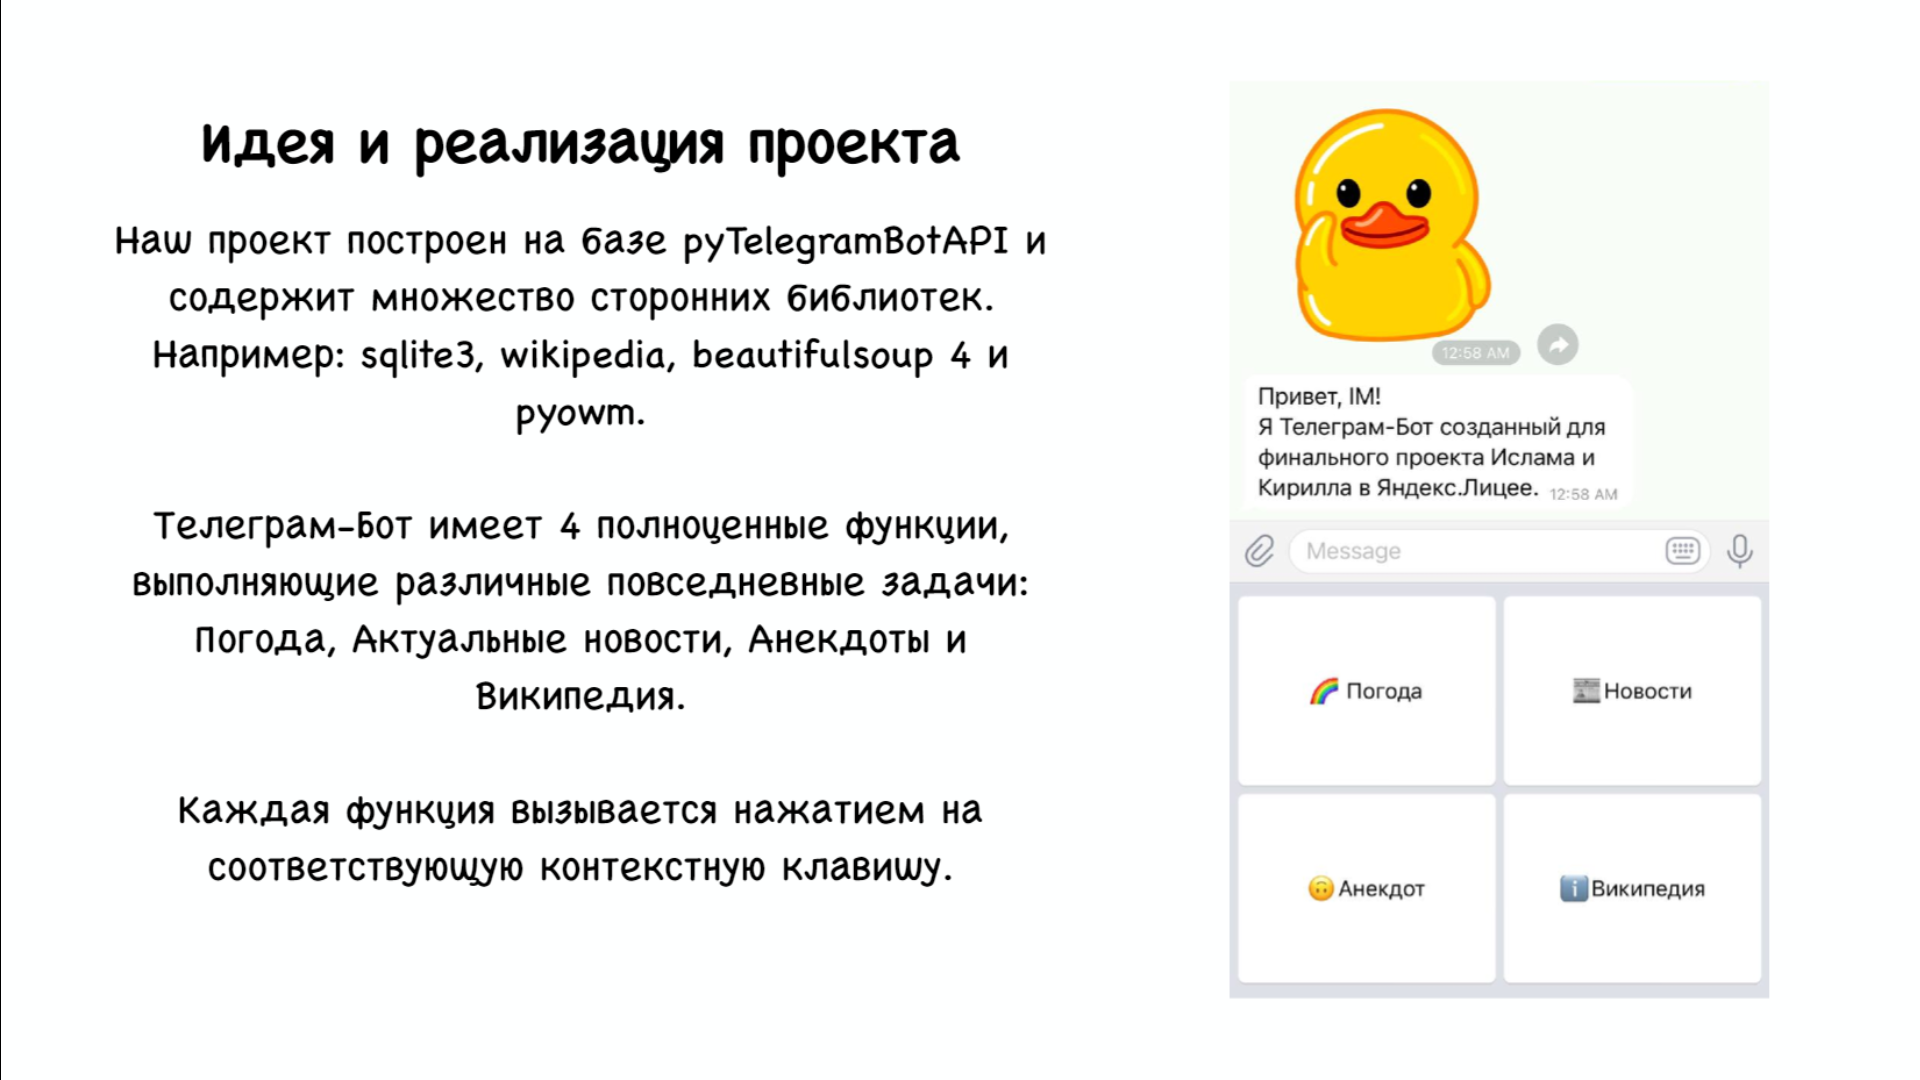 Идея и реализация проекта
Наш проект построен на базе pyTelegramBotAPI и
содержит множество сторонних библиотек.
Например: sqlite3, wikipedia, beautifulsoup 4 и
pyowm.
Телеграм-Бот имеет 4 полноценные функции,
выполняющие различные повседневные задачи:
Погода, Актуальные новости, Анекдоты и
Википедия.
Каждая функция вызывается нажатием на
соответствующую контекстную клавишу.
12:58 AM
Привет, IM!
Я Телеграм-Бот созданный для
финального проекта Ислама и
Кирилла в Яндекс.Лицее. 12:58 AM
Message
Погода
Новости
Анекдот
Википедия